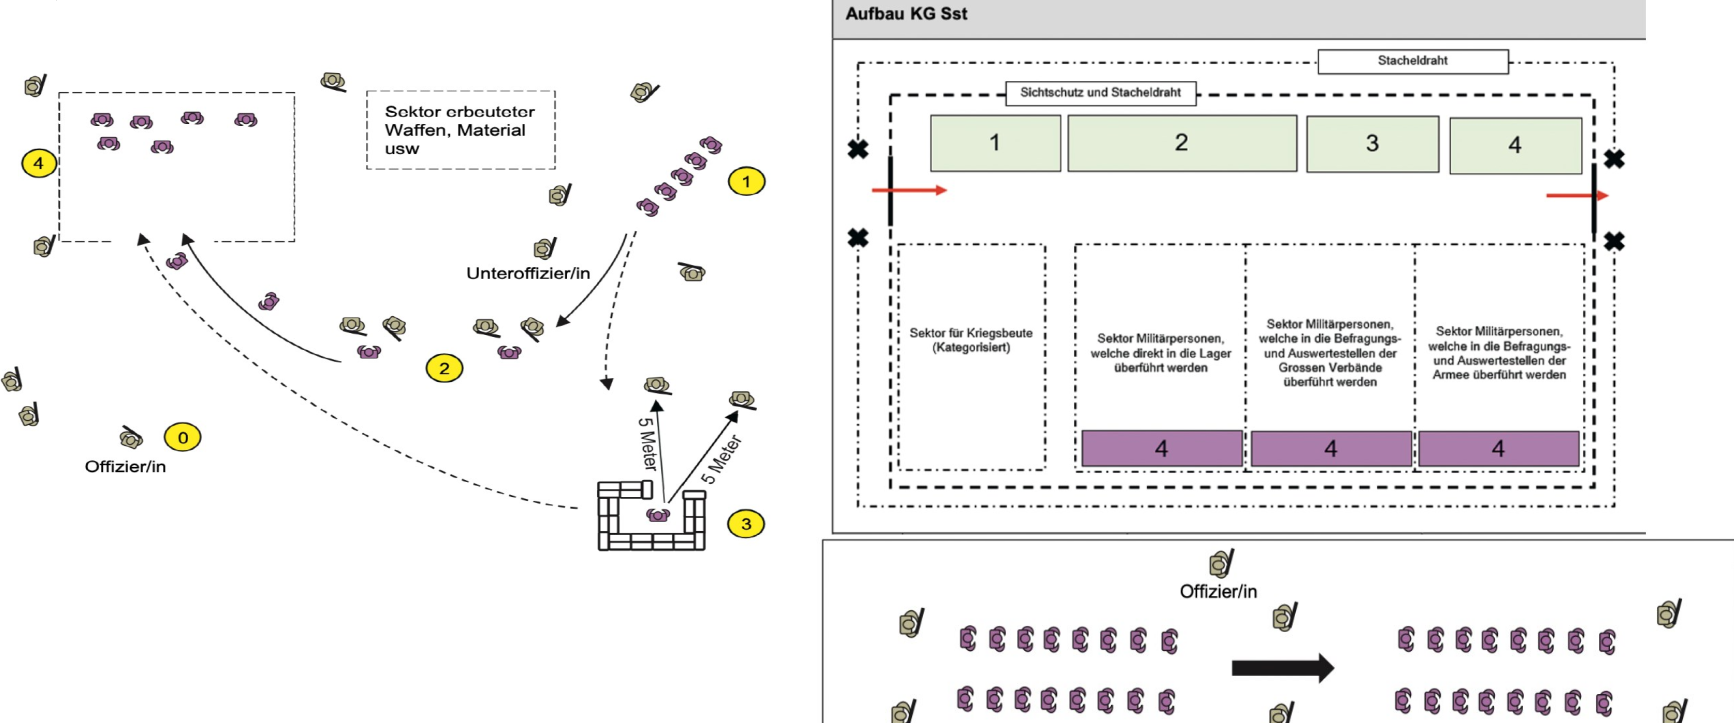 Sektor erbeuteter
Waffen, Material
usw
4
1
Unteroffizier/in
2
0
Offizier/in
5 Meter
5 Meter
3
Aufbau KG Sst
Stacheldraht
Sichtschutz und Stacheldraht
1
2
3
4
Sektor für Kriegsbeute
(Kategorisiert)
Sektor Militärpersonen,
welche direkt in die Lager
überführt werden
Sektor Militärpersonen,
welche in die Befragungs-
und Auswertestellen der
Grossen Verbände
überführt werden
Sektor Militärpersonen,
welche in die Befragungs-
und Auswertestellen der
Armee überführt werden
4
4
4
Offizier/in